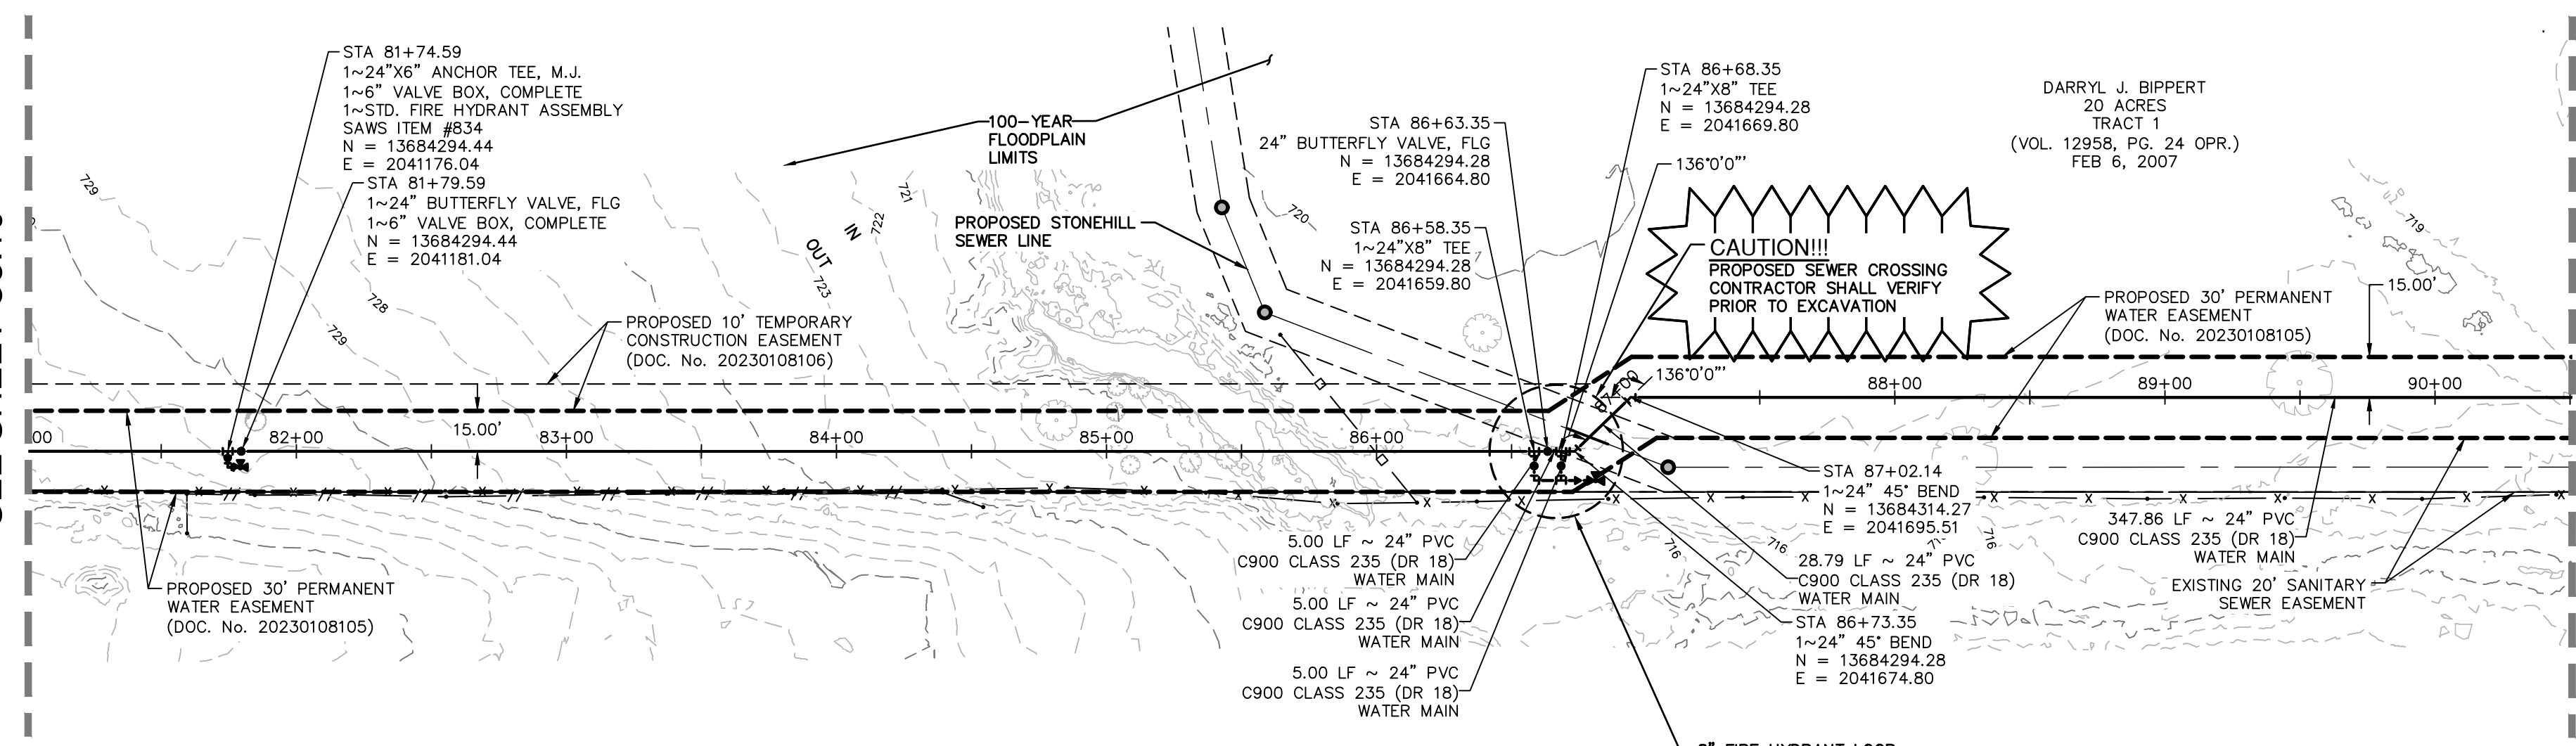 STA 81+74.59
1~24"X6" ANCHOR TEE, M.J.
1~6" VALVE BOX, COMPLETE
1~STD. FIRE HYDRANT ASSEMBLY
SAWS ITEM #834
N = 13684294.44
E = 2041176.04
STA 81+79.59
1~24" BUTTERFLY VALVE, FLG
1~6" VALVE BOX, COMPLETE
N = 13684294.44
E = 2041181.04
729
728
729
PROPOSED 10' TEMPORARY
CONSTRUCTION EASEMENT
(DOC. No. 20230108106)
100-YEAR
FLOODPLAIN
LIMITS
OUT
IN
723
722
721
PROPOSED STONEHILL
SEWER LINE
720
STA 86+63.35
24" BUTTERFLY VALVE, FLG
N = 13684294.28
E = 2041664.80
STA 86+58.35
1~24"X8" TEE
N = 13684294.28
E = 2041659.80
STA 86+68.35
1~24"X8" TEE
N = 13684294.28
E = 2041669.80
136°0'0"'
CAUTION!!!
PROPOSED SEWER CROSSING
CONTRACTOR SHALL VERIFY
PRIOR TO EXCAVATION
136°0'0"'
DARRYL J. BIPPERT
20 ACRES
TRACT 1
(VOL. 12958, PG. 24 OPR.)
FEB 6, 2007
719
PROPOSED 30' PERMANENT
WATER EASEMENT
(DOC. No. 20230108105)
15.00'
00
82+00
15.00'
83+00
84+00
85+00
86+00
88+00
89+00
90+00
PROPOSED 30' PERMANENT
WATER EASEMENT
(DOC. No. 20230108105)
5.00 LF ~ 24" PVC
C900 CLASS 235 (DR 18)
WATER MAIN
5.00 LF ~ 24" PVC
C900 CLASS 235 (DR 18)
WATER MAIN
5.00 LF ~ 24" PVC
C900 CLASS 235 (DR 18)
WATER MAIN
STA 87+02.14
1~24" 45° BEND
N = 13684314.27
E = 2041695.51
716
716
716
28.79 LF ~ 24" PVC
C900 CLASS 235 (DR 18)
WATER MAIN
STA 86+73.35
1~24" 45° BEND
N = 13684294.28
E = 2041674.80
347.86 LF ~ 24" PVC
C900 CLASS 235 (DR 18)
WATER MAIN
EXISTING 20' SANITARY
SEWER EASEMENT